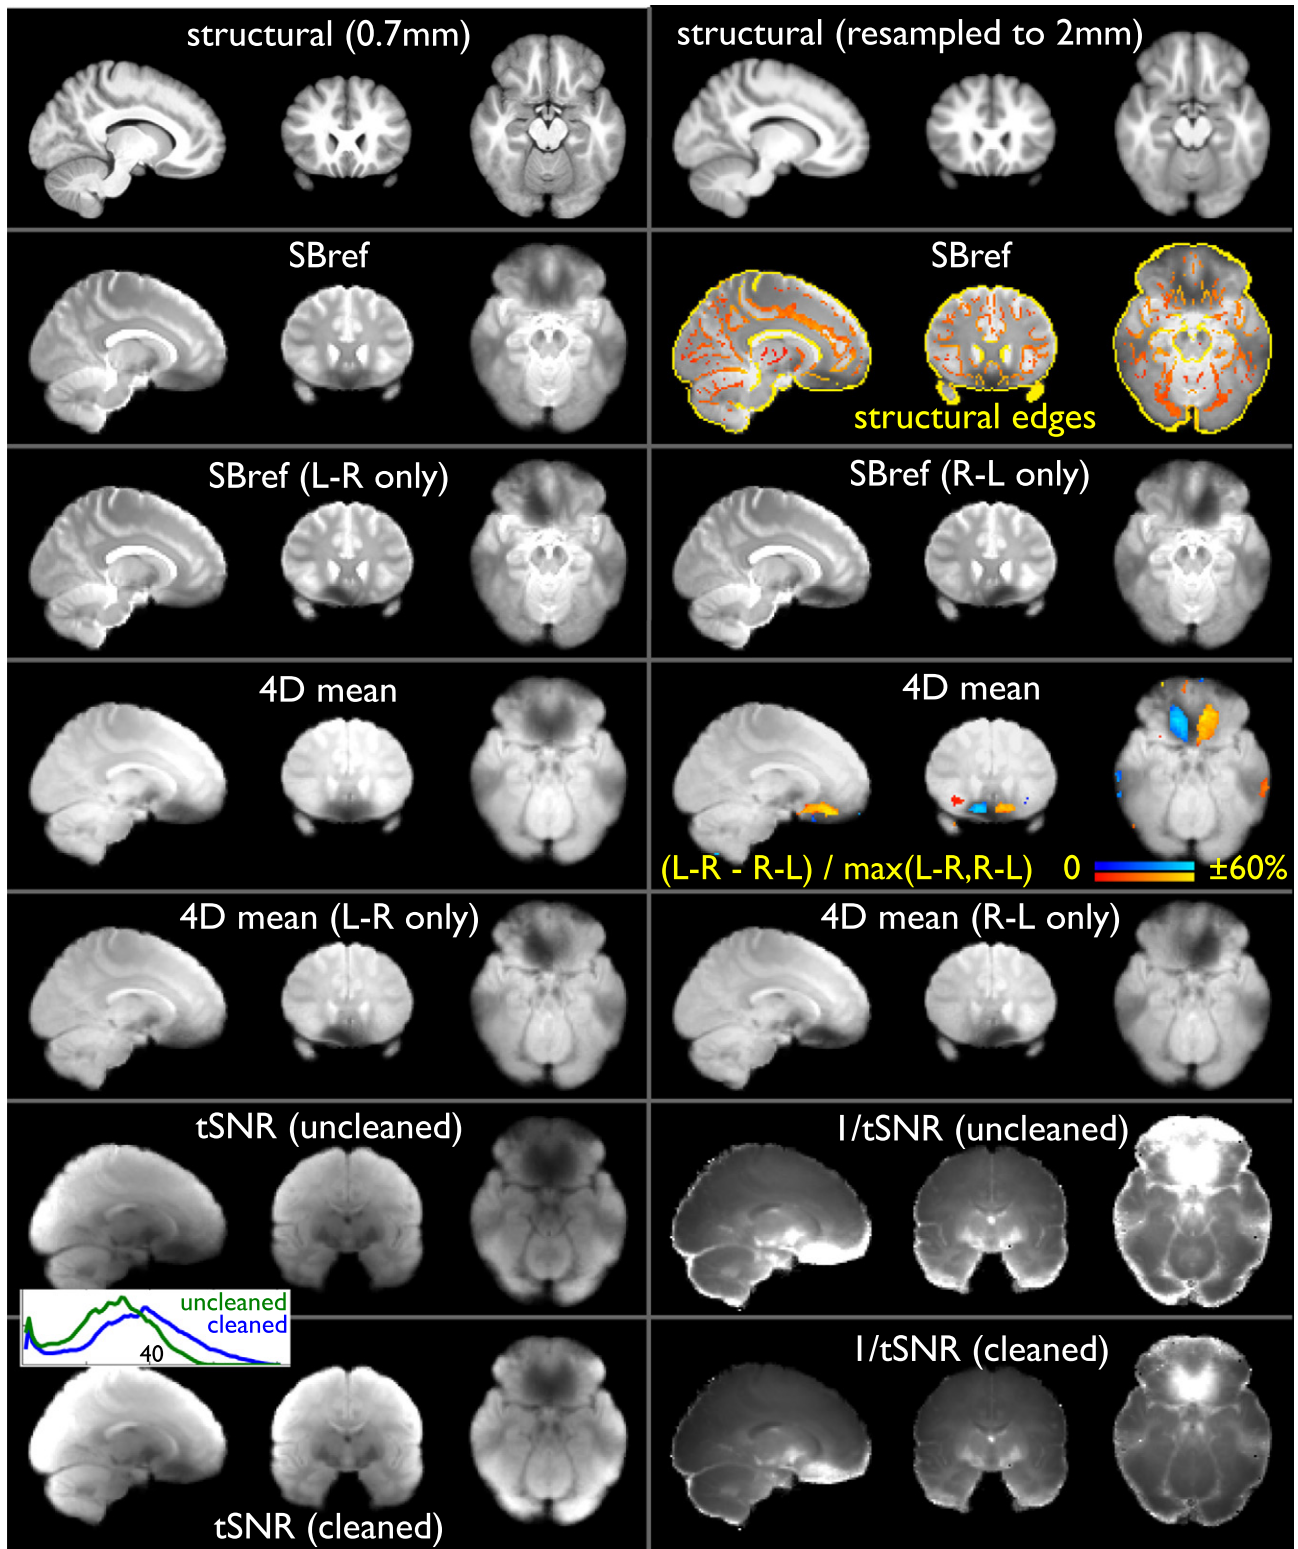 structural (0.7mm)
structural (resampled to 2mm)
SBref
SBref
structural edges
SBref (L-R only)
SBref (R-L only)
4D mean
4D mean
(L-R - R-L) / max(L-R,R-L) 0 ±60%
4D mean (L-R only)
4D mean (R-L only)
tSNR (uncleaned)
1/tSNR (uncleaned)
uncleaned
cleaned
40
1/tSNR (cleaned)
tSNR (cleaned)